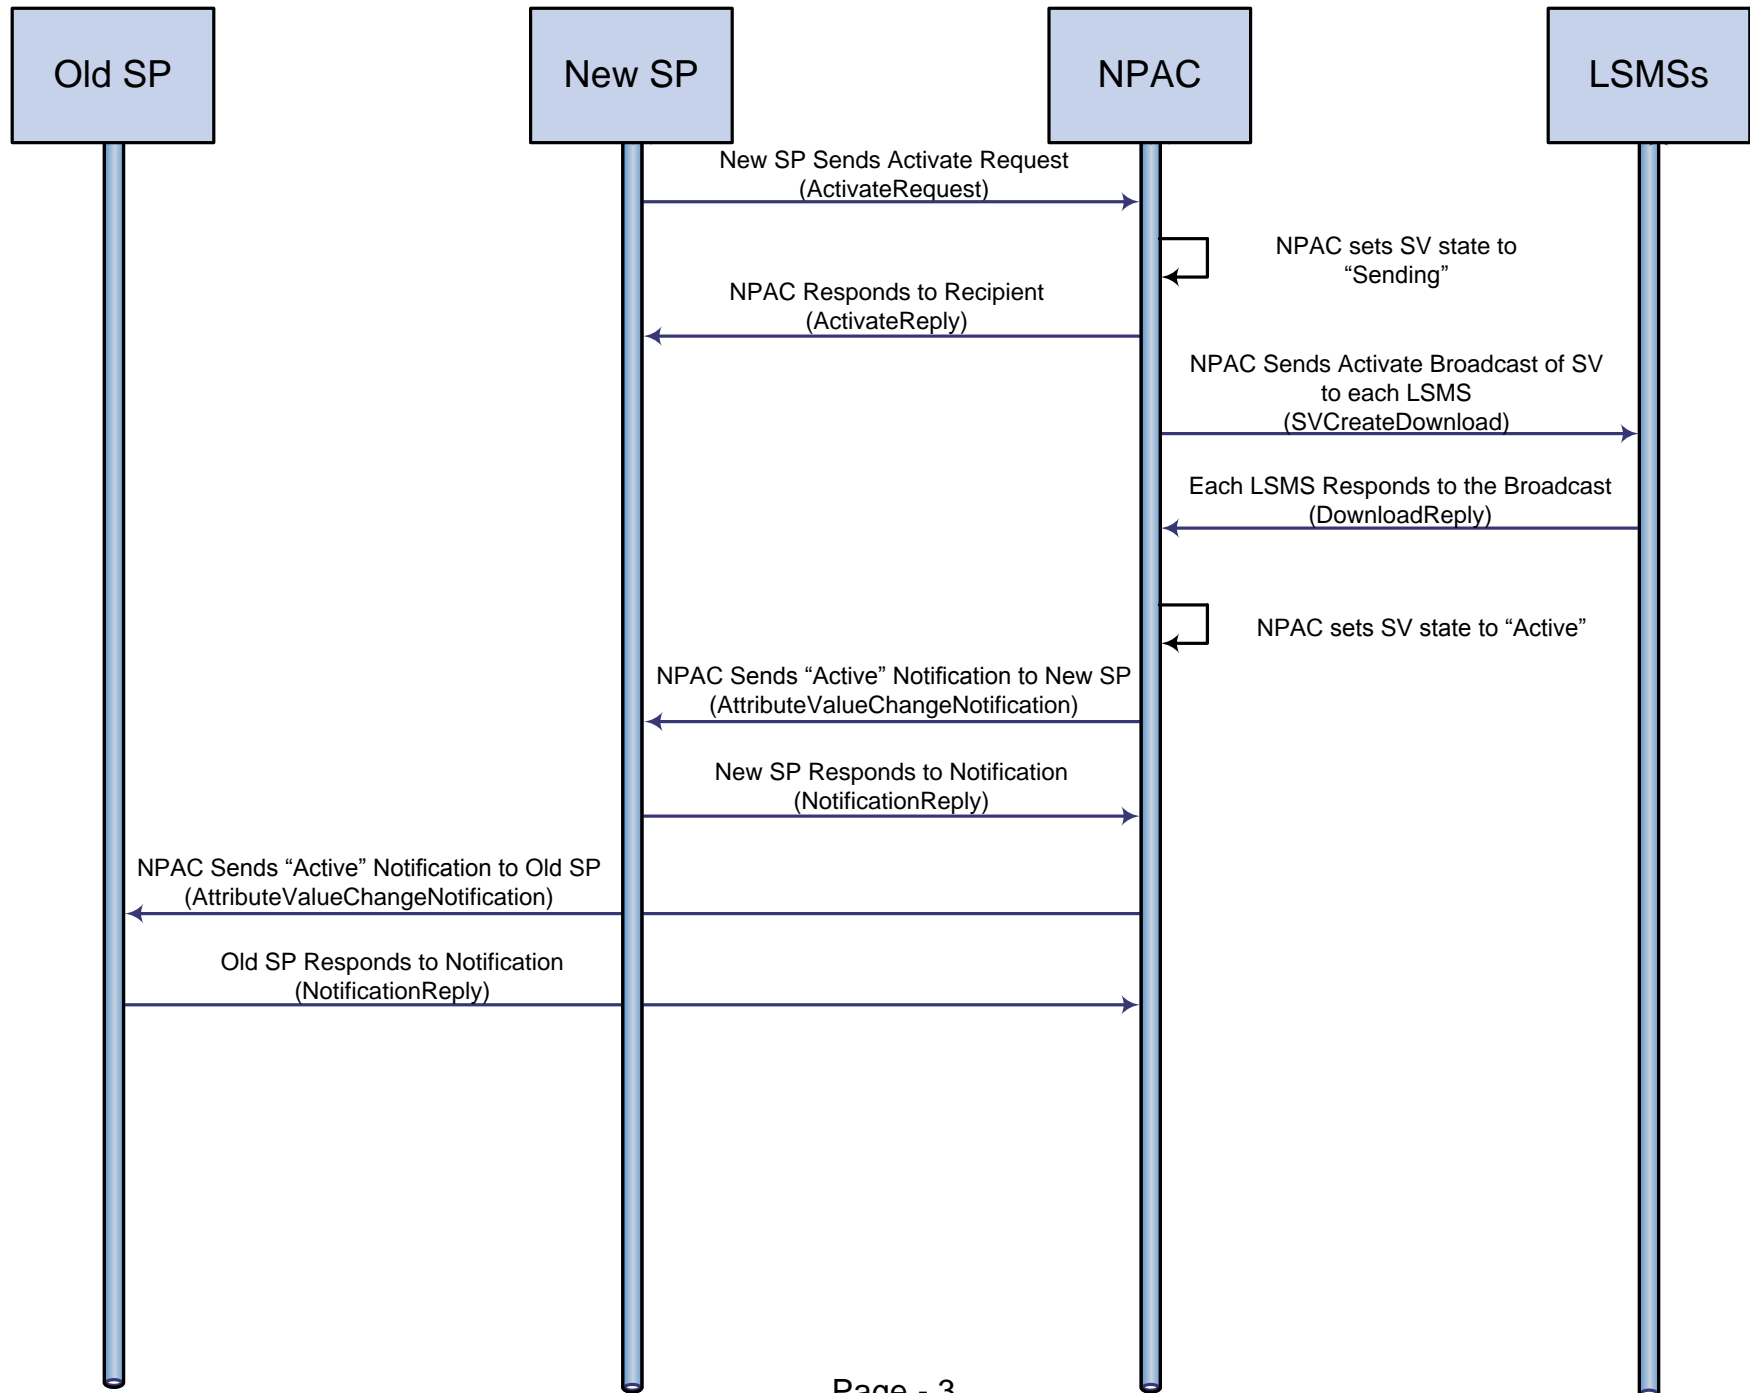 Old SP
New SP
NPAC
LSMSs
New SP Sends Activate Request
(ActivateRequest)
NPAC sets SV state to
“Sending”
NPAC Responds to Recipient
(ActivateReply)
NPAC Sends Activate Broadcast of SV
to each LSMS
(SVCreateDownload)
Each LSMS Responds to the Broadcast
(DownloadReply)
NPAC sets SV state to “Active”
NPAC Sends “Active” Notification to New SP
(AttributeValueChangeNotification)
New SP Responds to Notification
(NotificationReply)
NPAC Sends “Active” Notification to Old SP
(AttributeValueChangeNotification)
Old SP Responds to Notification
(NotificationReply)
Page - 3